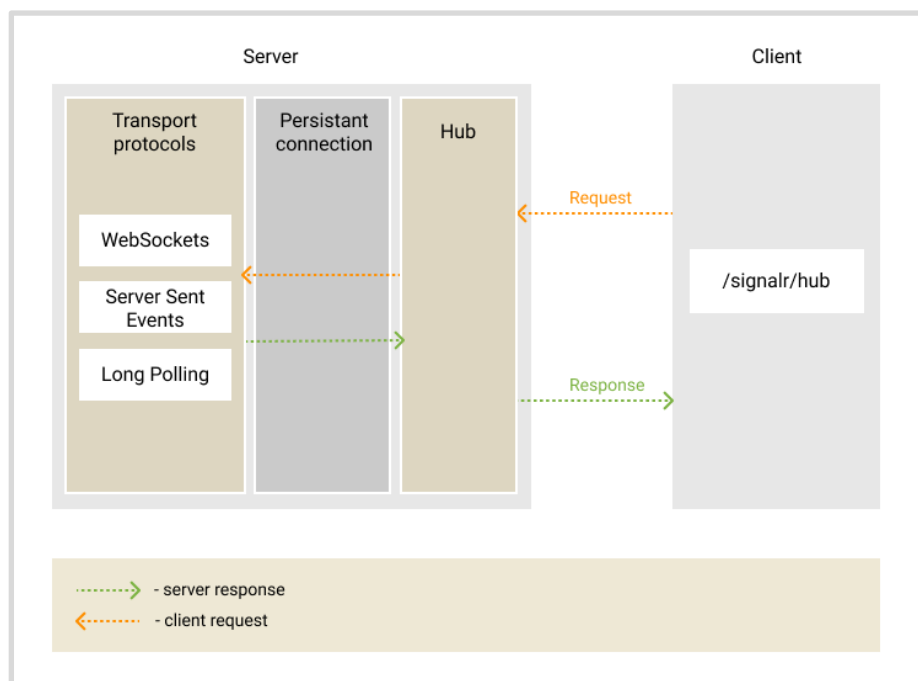 Server
Client
Transport
protocols
Persistant
connection
Hub
WebSockets
Server Sent
Events
Long Polling
Request
Response
/signalr/hub
- server response
- client request